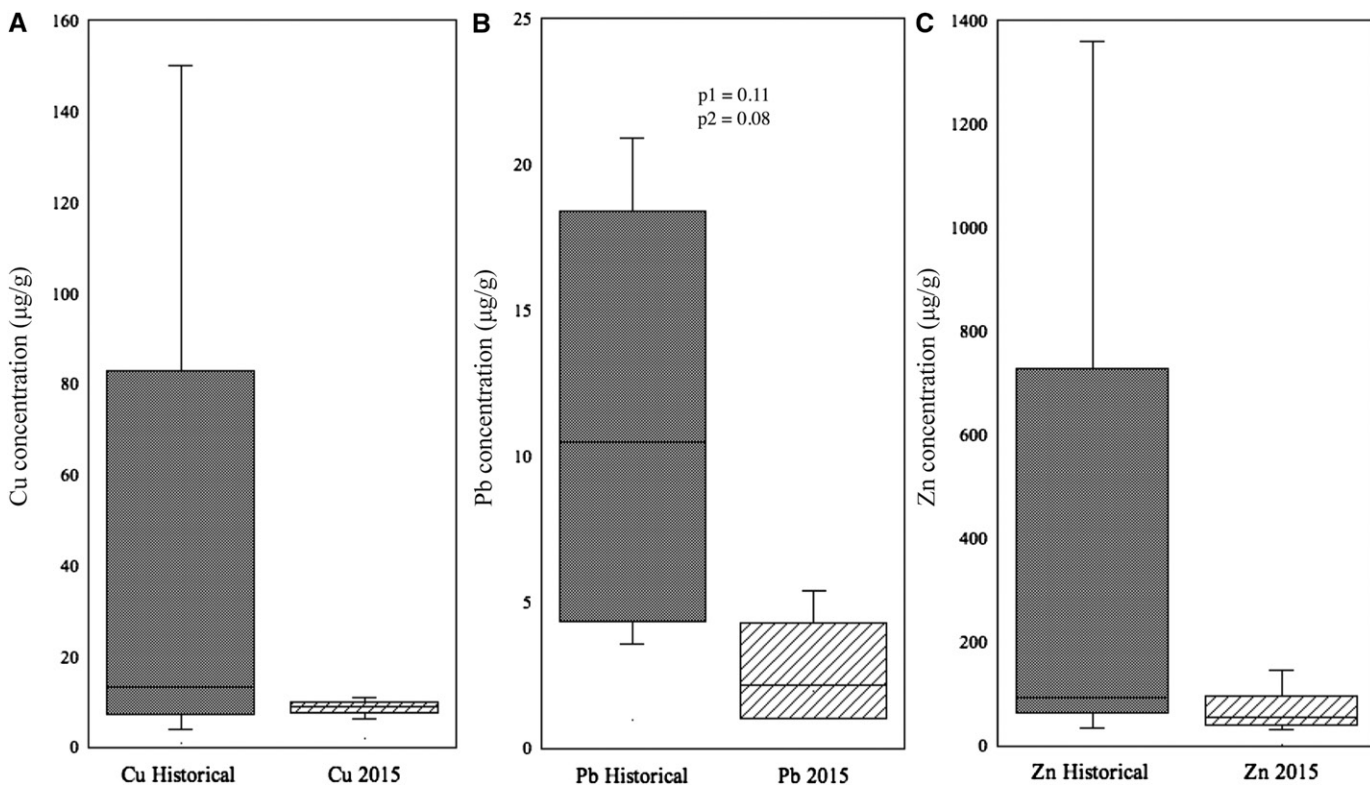 A
Cu concentration (µg/g)
160
140
120
100
80
60
40
20
0
Cu Historical
Cu 2015
B
Pb concentration (µg/g)
25
20
15
10
5
0
p1 = 0.11
p2 = 0.08
Pb Historical
Pb 2015
C
Zn concentration (µg/g)
1400
1200
1000
800
600
400
200
0
Zn Historical
Zn 2015